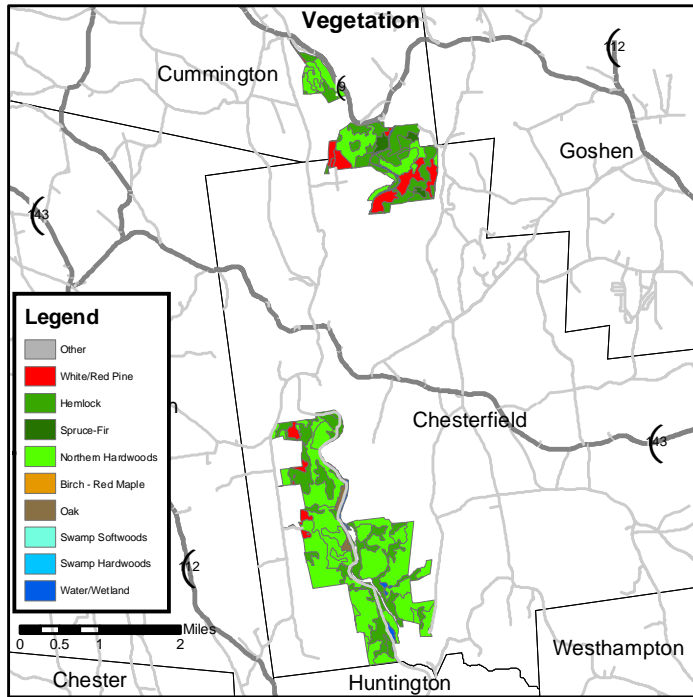 Vegetation
112
Cummington
9
Goshen
143
Legend
Other
White/Red Pine
Hemlock
Spruce-Fir
Northern Hardwoods
Birch - Red Maple
Oak
Swamp Softwoods
Swamp Hardwoods
Water/Wetland
n
Chesterfield
143
112
Miles
0 0.5 1 2
Westhampton
Chester
Huntington